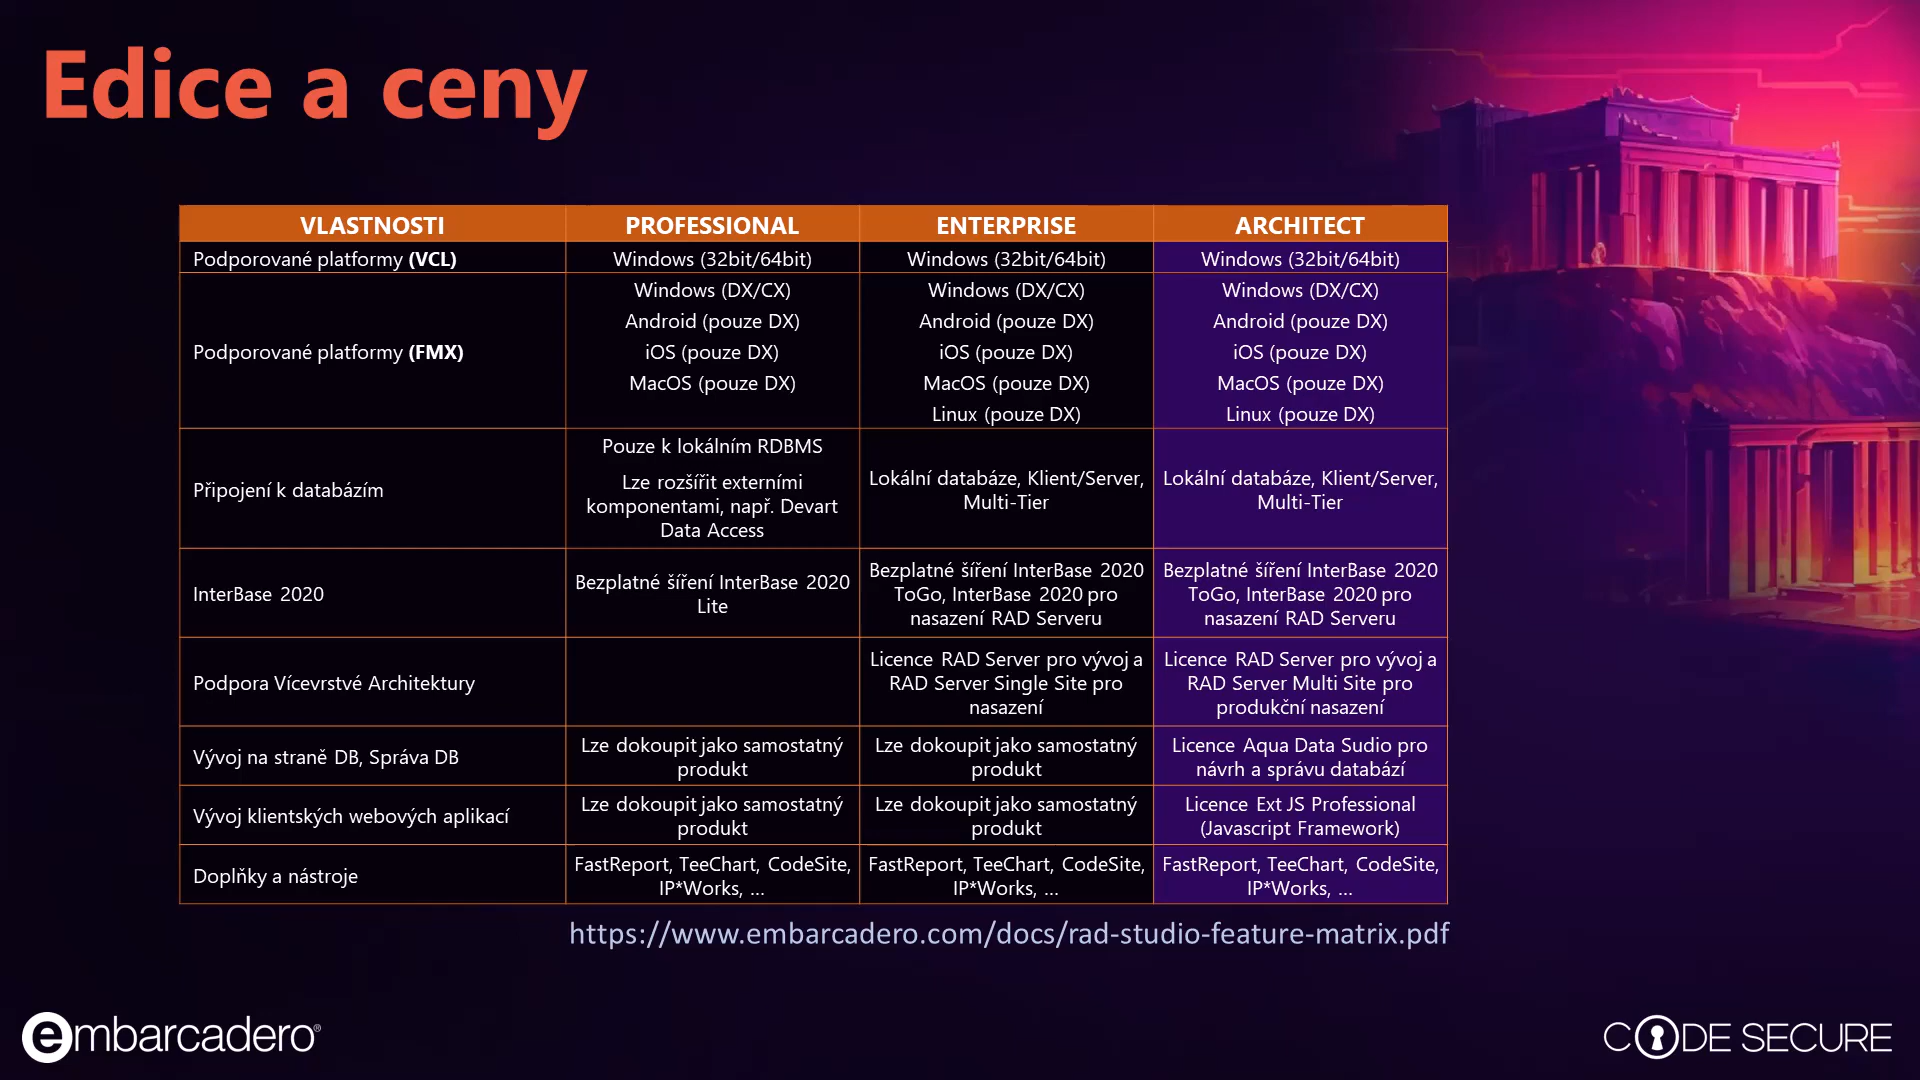 Edice a ceny
VLASTNOSTI
PROFESSIONAL
ENTERPRISE
ARCHITECT
Podporované platformy (VCL)
Windows (32bit/64bit)
Windows (32bit/64bit)
Windows (32bit/64bit)
Podporované platformy (FMX)
Windows (DX/CX)
Android (pouze DX)
iOS (pouze DX)
MacOS (pouze DX)
Windows (DX/CX)
Android (pouze DX)
iOS (pouze DX)
MacOS (pouze DX)
Linux (pouze DX)
Windows (DX/CX)
Android (pouze DX)
iOS (pouze DX)
MacOS (pouze DX)
Linux (pouze DX)
Připojení k databázím
Pouze k lokálním RDBMS
Lze rozšířit externími
komponentami, např. Devart
Data Access
Lokální databáze, Klient/Server,
Multi-Tier
Lokální databáze, Klient/Server,
Multi-Tier
InterBase 2020
Bezplatné šíření InterBase 2020
Lite
Bezplatné šíření InterBase 2020
ToGo, InterBase 2020 pro
nasazení RAD Serveru
Bezplatné šíření InterBase 2020
ToGo, InterBase 2020 pro
nasazení RAD Serveru
Podpora Vícevrstvé Architektury
Licence RAD Server pro vývoj a
RAD Server Single Site pro
nasazení
Licence RAD Server pro vývoj a
RAD Server Multi Site pro
produkční nasazení
Vývoj na straně DB, Správa DB
Lze dokoupit jako samostatný
produkt
Lze dokoupit jako samostatný
produkt
Licence Aqua Data Sudio pro
návrh a správu databází
Vývoj klientských webových aplikací
Lze dokoupit jako samostatný
produkt
Lze dokoupit jako samostatný
produkt
Licence Ext JS Professional
(Javascript Framework)
Doplňky a nástroje
FastReport, TeeChart, CodeSite,
IP*Works, ...
FastReport, TeeChart, CodeSite,
IP*Works, ...
FastReport, TeeChart, CodeSite,
IP*Works, ...
https://www.embarcadero.com/docs/rad-studio-feature-matrix.pdf
embarcadero®
CODE SECURE